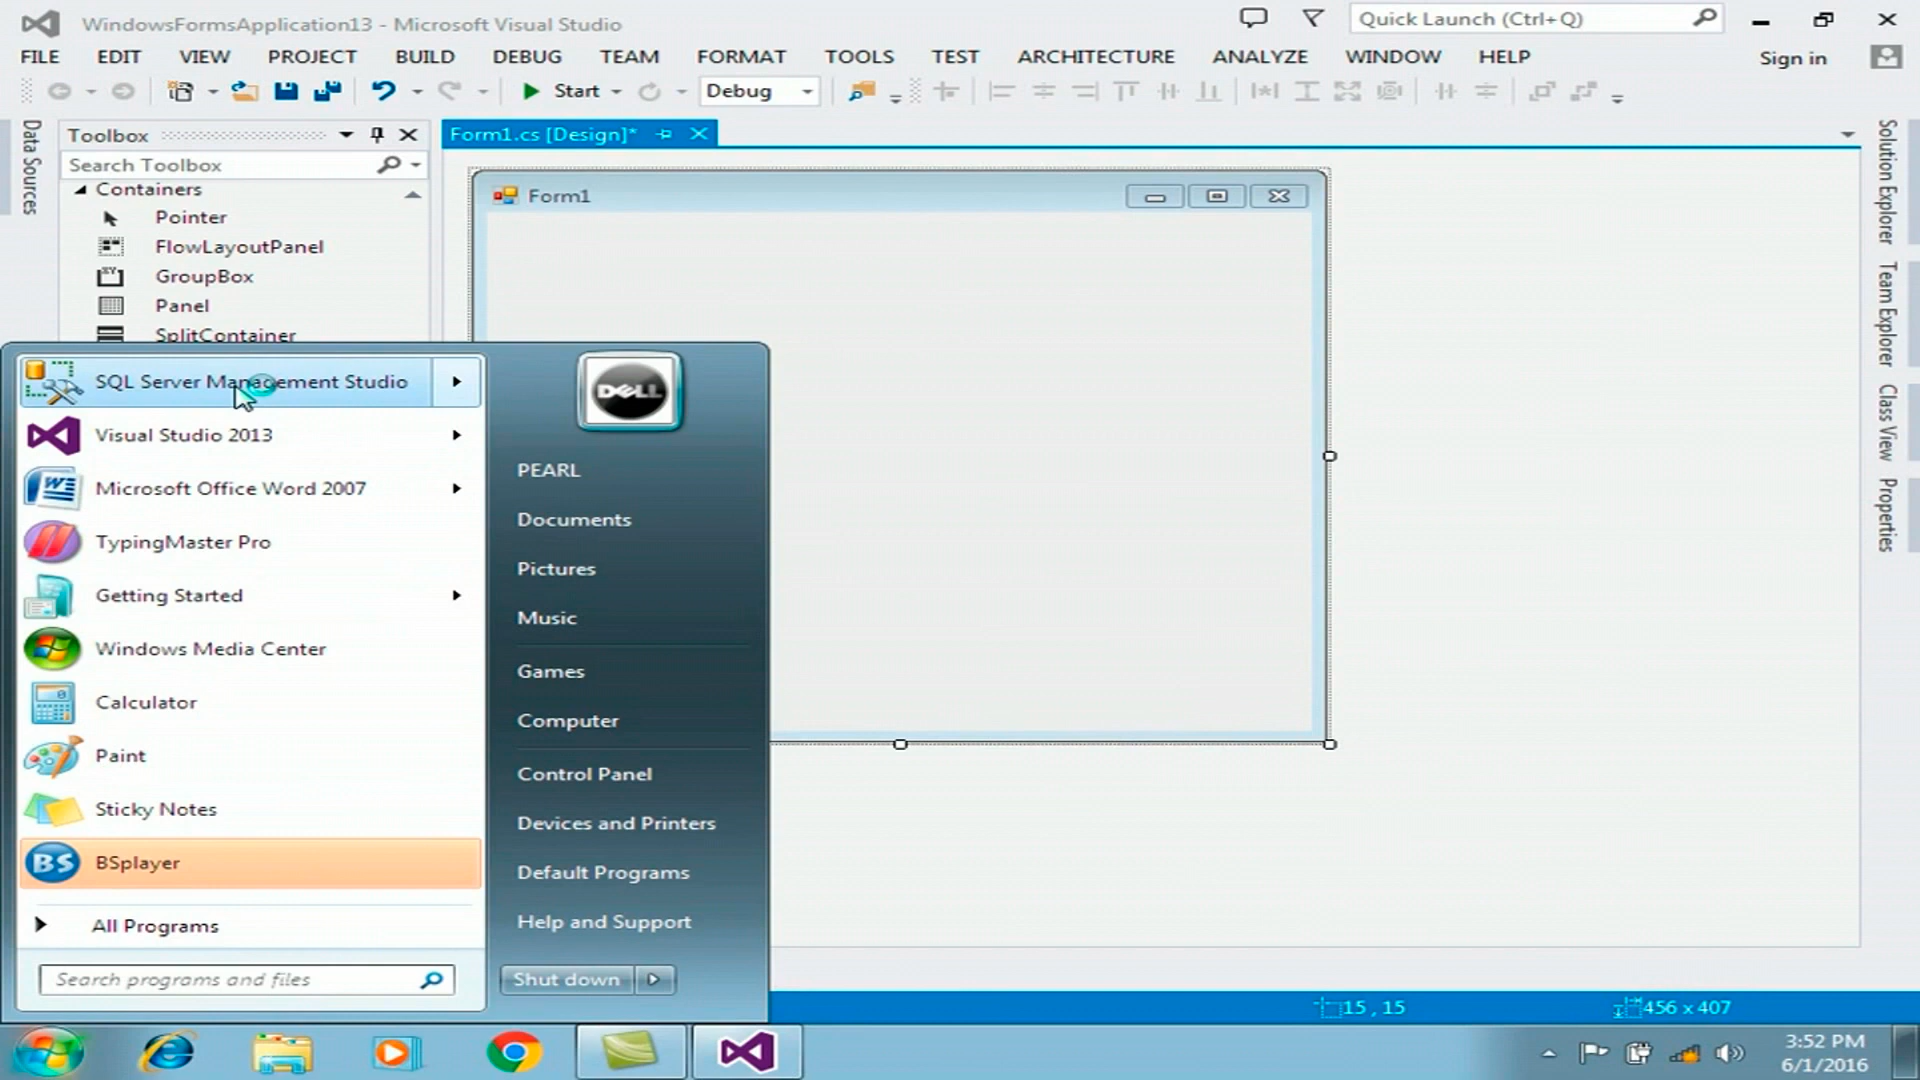 WindowsFormsApplication13 - Microsoft Visual Studio
Quick Launch (Ctrl+Q)
FILE EDIT VIEW PROJECT BUILD DEBUG TEAM FORMAT TOOLS TEST ARCHITECTURE ANALYZE WINDOW HELP Sign in
Start Debug
Data Sources
Toolbox
Search Toolbox
Containers
Pointer
FlowLayoutPanel
GroupBox
Panel
SplitContainer
Form1.cs [Design]*
Form1
Solution Explorer
Team Explorer
Class View
Properties
SQL Server Management Studio
Visual Studio 2013
Microsoft Office Word 2007
TypingMaster Pro
Getting Started
Windows Media Center
Calculator
Paint
Sticky Notes
BS
BSplayer
All Programs
Search programs and files
DELL
PEARL
Documents
Pictures
Music
Games
Computer
Control Panel
Devices and Printers
Default Programs
Help and Support
Shut down
15 , 15
456 x 407
3:52 PM
6/1/2016